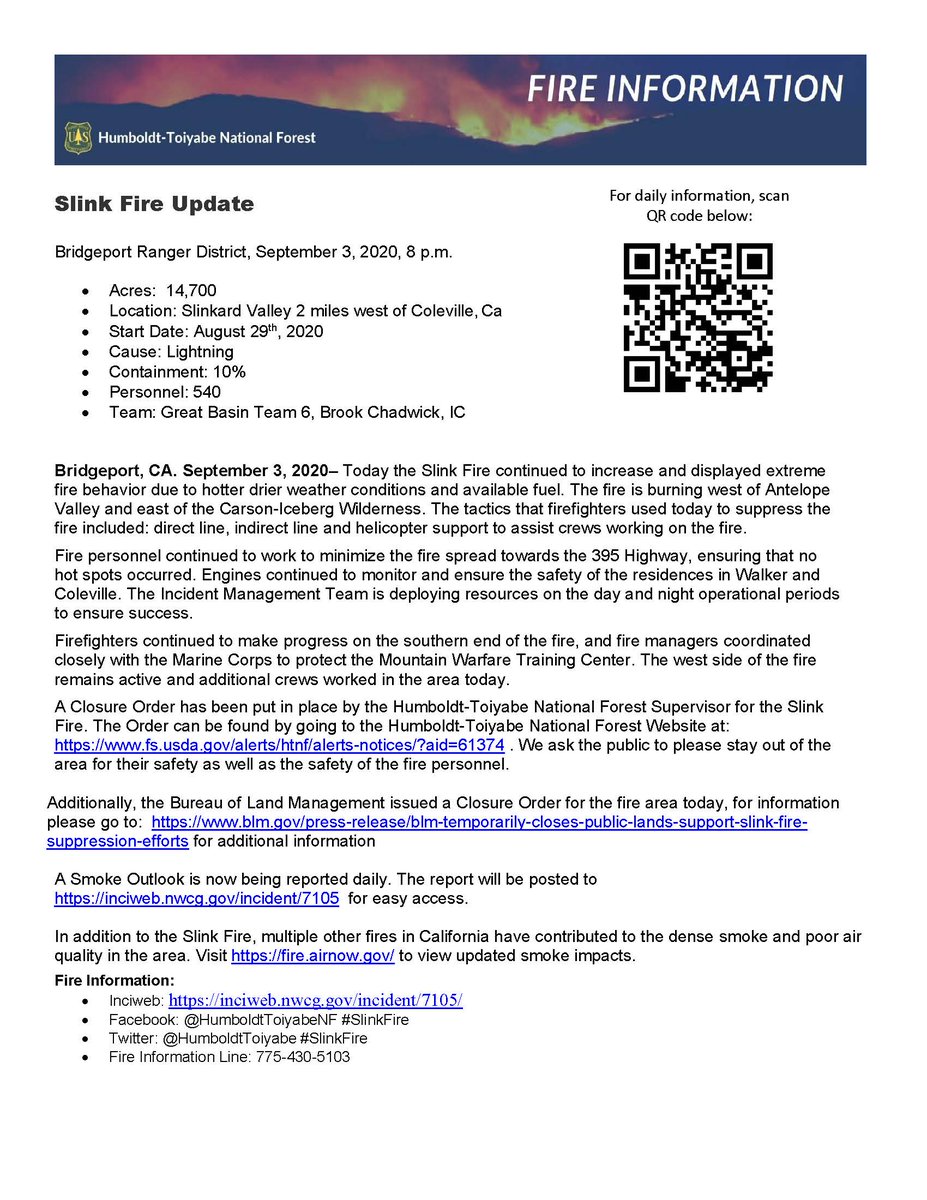 FIRE INFORMATION
Humboldt-Toiyabe National Forest
Slink Fire Update
For daily information, scan
QR code below:
Bridgeport Ranger District, September 3, 2020, 8 p.m.
• Acres:  14,700
• Location: Slinkard Valley 2 miles west of Coleville, Ca
• Start Date: August 29th, 2020
• Cause: Lightning
• Containment: 10%
• Personnel: 540
• Team: Great Basin Team 6, Brook Chadwick, IC
Bridgeport, CA. September 3, 2020– Today the Slink Fire continued to increase and displayed extreme
fire behavior due to hotter drier weather conditions and available fuel. The fire is burning west of Antelope
Valley and east of the Carson-Iceberg Wilderness. The tactics that firefighters used today to suppress the
fire included: direct line, indirect line and helicopter support to assist crews working on the fire.
Fire personnel continued to work to minimize the fire spread towards the 395 Highway, ensuring that no
hot spots occurred. Engines continued to monitor and ensure the safety of the residences in Walker and
Coleville. The Incident Management Team is deploying resources on the day and night operational periods
to ensure success.
Firefighters continued to make progress on the southern end of the fire, and fire managers coordinated
closely with the Marine Corps to protect the Mountain Warfare Training Center. The west side of the fire
remains active and additional crews worked in the area today.
A Closure Order has been put in place by the Humboldt-Toiyabe National Forest Supervisor for the Slink
Fire. The Order can be found by going to the Humboldt-Toiyabe National Forest Website at:
https://www.fs.usda.gov/alerts/htnf/alerts-notices/?aid=61374 . We ask the public to please stay out of the
area for their safety as well as the safety of the fire personnel.
Additionally, the Bureau of Land Management issued a Closure Order for the fire area today, for information
please go to:  https://www.blm.gov/press-release/blm-temporarily-closes-public-lands-support-slink-fire-
suppression-efforts for additional information
A Smoke Outlook is now being reported daily. The report will be posted to
https://inciweb.nwcg.gov/incident/7105  for easy access.
In addition to the Slink Fire, multiple other fires in California have contributed to the dense smoke and poor air
quality in the area. Visit https://fire.airnow.gov/ to view updated smoke impacts.
Fire Information:
• Inciweb: https://inciweb.nwcg.gov/incident/7105/
• Facebook: @HumboldtToiyabeNF #SlinkFire
• Twitter: @HumboldtToiyabe #SlinkFire
• Fire Information Line: 775-430-5103